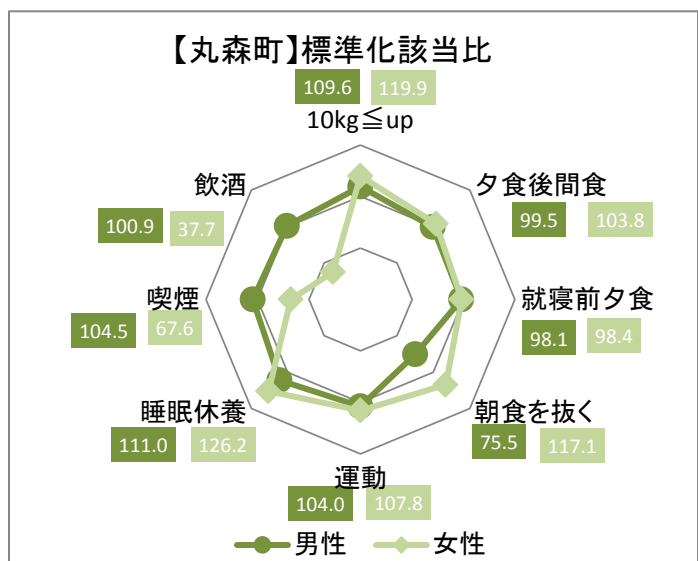 【丸森町】標準化該当比
109.6 119.9
10kg≦up
夕食後間食
99.5 103.8
就寝前夕食
98.1 98.4
朝食を抜く
75.5 117.1
運動
104.0 107.8
睡眠休養
111.0 126.2
喫煙
104.5 67.6
飲酒
100.9 37.7
男性 女性